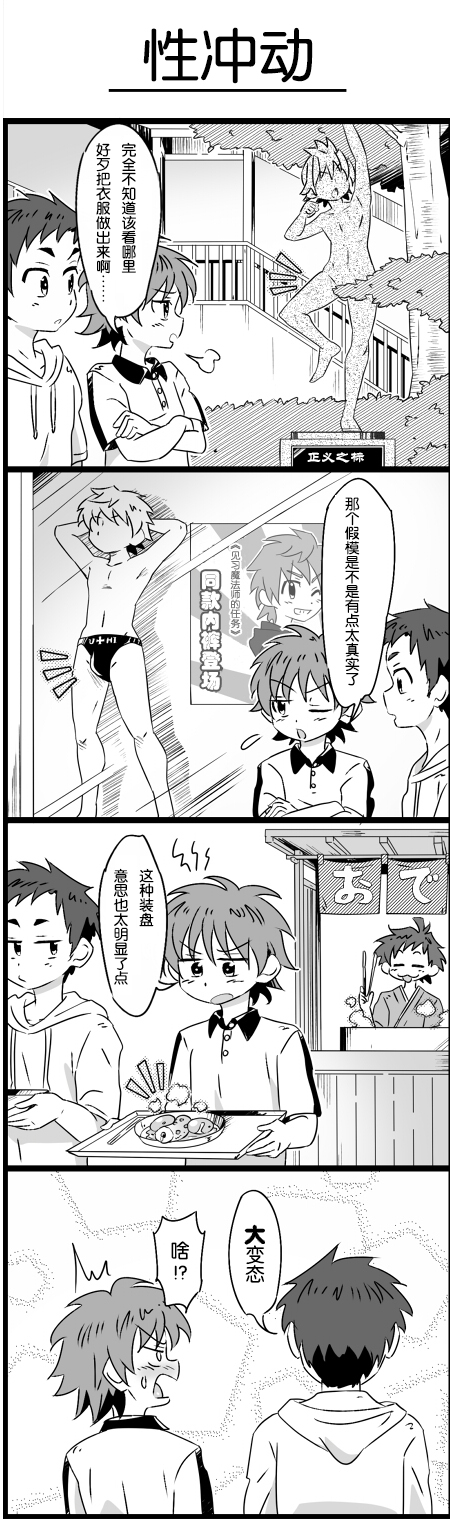 性冲动
完全不知道该看哪里
好歹把衣服做出来啊……
正义之标
那个假模是不是有点太真实了
《见习魔法师的任务》
同款内裤登场
这种装盘
意思也太明显了点
おで
大变态
啥!?